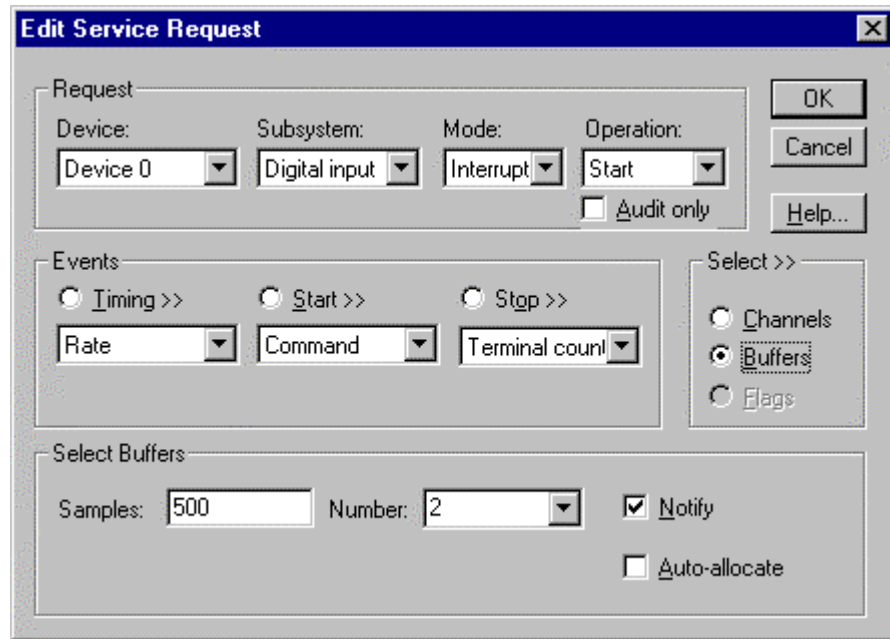 Edit Service Request
Request
OK
Device: Subsystem: Mode: Operation:
Device 0 Digital input Interrupt Start
Cancel
Audit only
Help...
Events
Timing >> Start >> Stop >>
Rate Command Terminal count
Select >>
Channels
Buffers
Flags
Select Buffers
Samples: 500 Number: 2 Notify
Auto-allocate